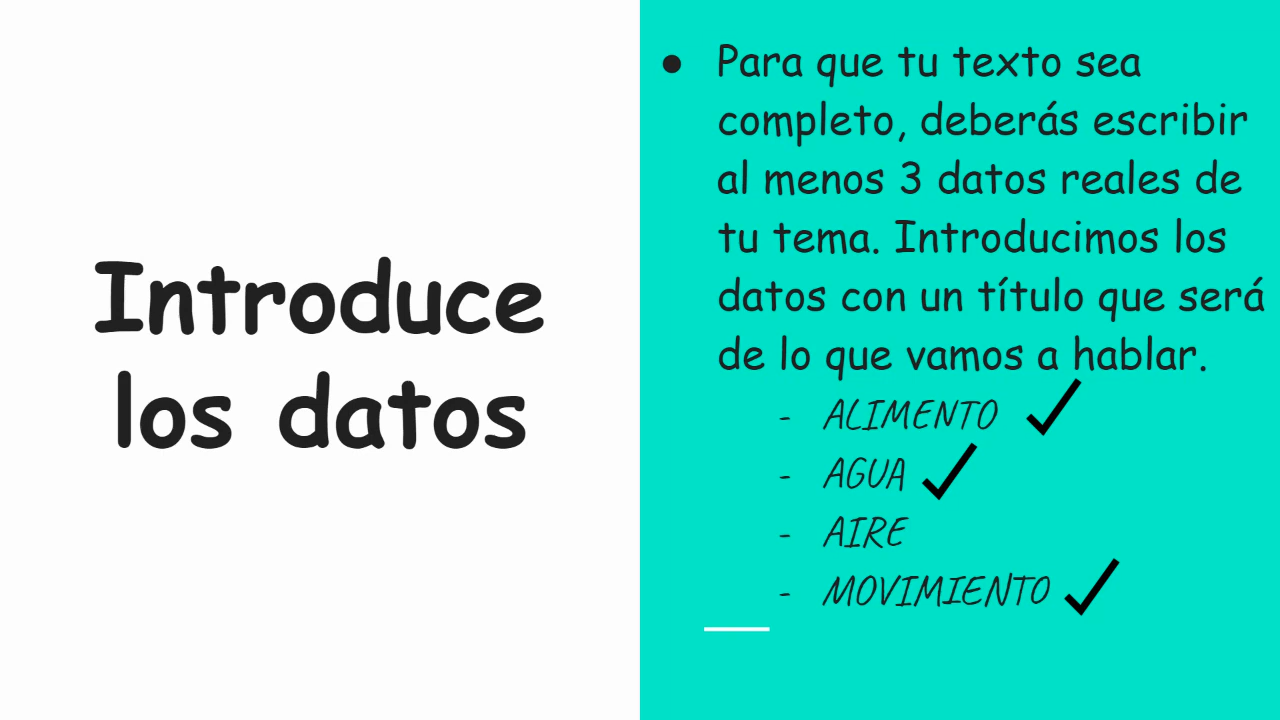 Introduce
los datos
● Para que tu texto sea
completo, deberás escribir
al menos 3 datos reales de
tu tema. Introducimos los
datos con un título que será
de lo que vamos a hablar.
- ALIMENTO ✓
- AGUA ✓
- AIRE
- MOVIMIENTO ✓